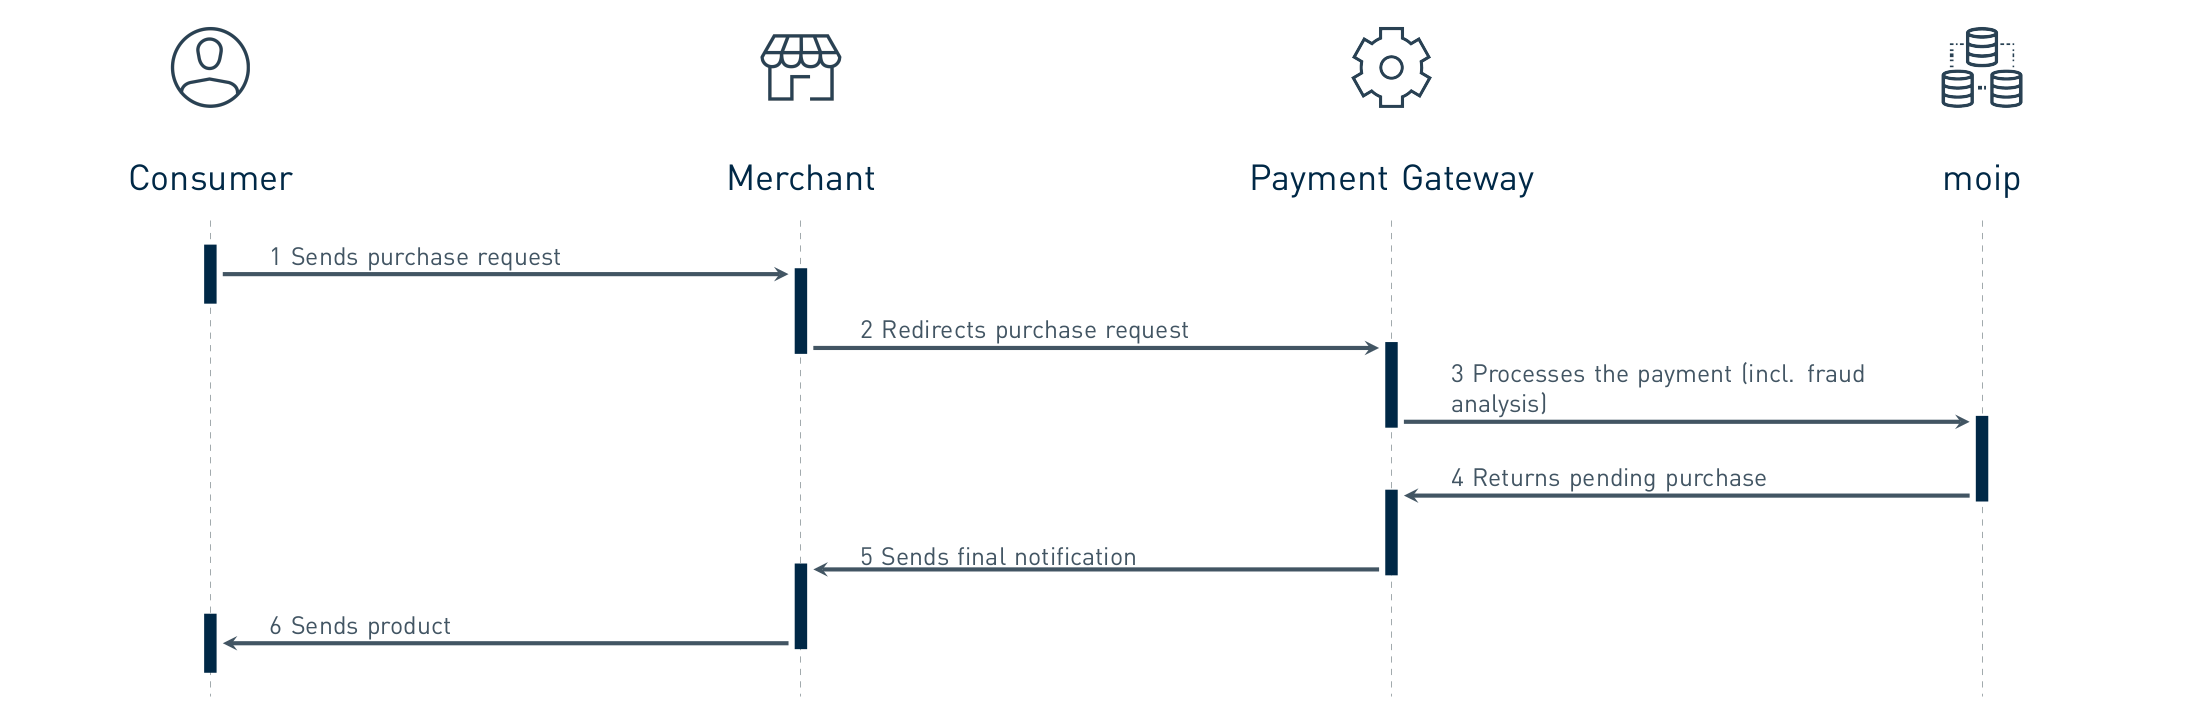 Consumer
Merchant
Payment Gateway
moip
1 Sends purchase request
2 Redirects purchase request
3 Processes the payment (incl. fraud
analysis)
4 Returns pending purchase
5 Sends final notification
6 Sends product